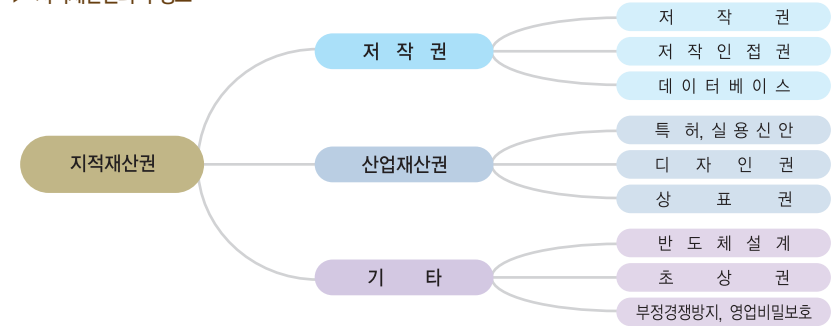 지적재산권
저작권
저작권
저작인접권
데이터베이스
산업재산권
특허, 실용신안
디자인권
상표권
기타
반도체설계
초상권
부정경쟁방지, 영업비밀보호